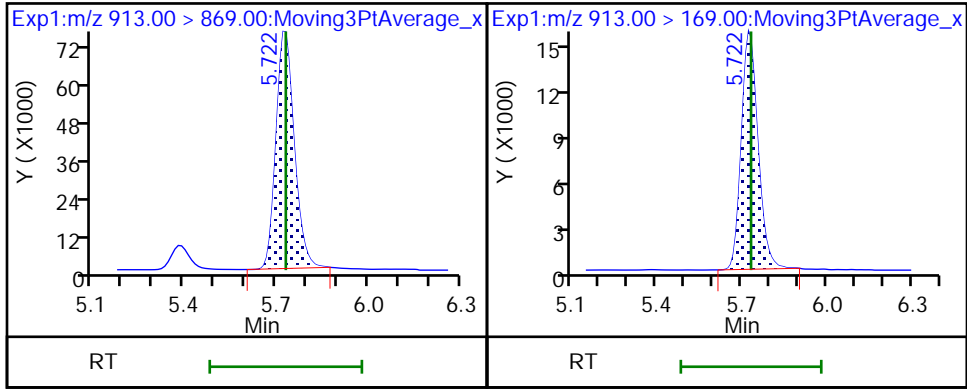 Exp1:m/z 913.00 > 869.00:Moving3PtAverage_x
5.722
Y ( X1000)
72
60
48
36
24
12
0
5.1 5.4 5.7 6.0 6.3
Min
RT
Exp1:m/z 913.00 > 169.00:Moving3PtAverage_x
5.722
Y ( X1000)
15
12
9
6
3
0
5.1 5.4 5.7 6.0 6.3
Min
RT